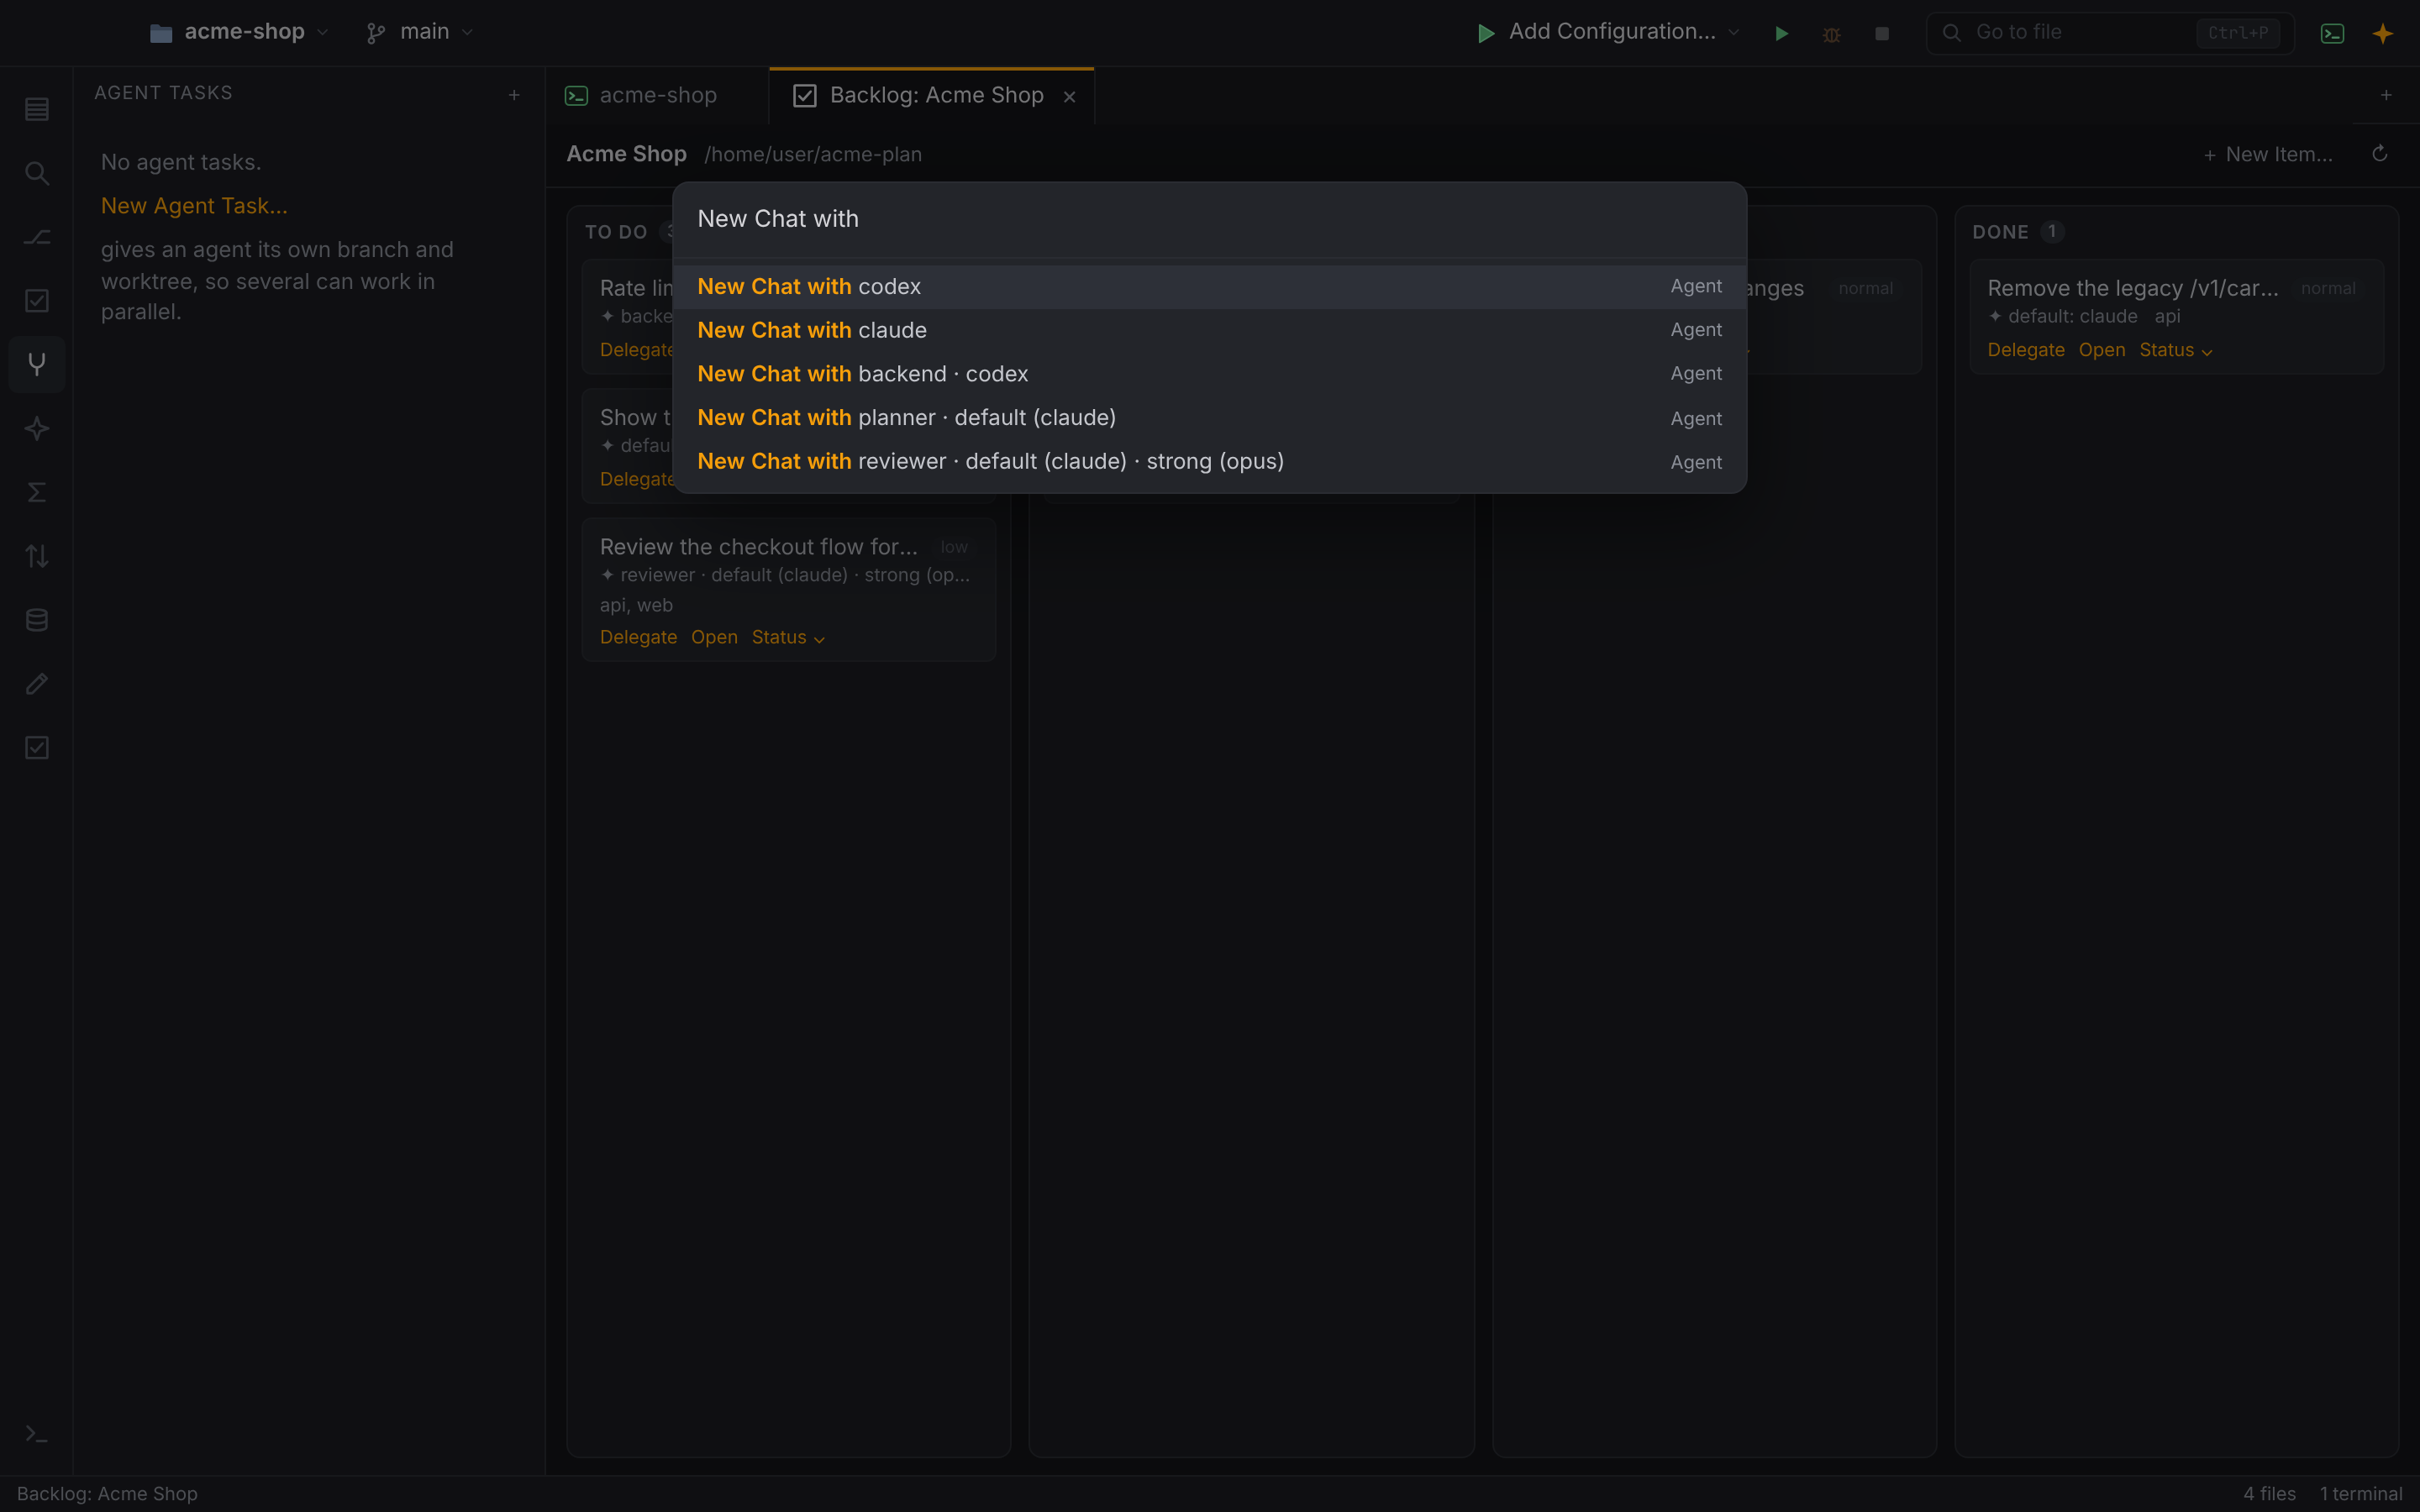 acme-shop
main
Add Configuration...
Go to file
Ctrl+P
AGENT TASKS
+
No agent tasks.
New Agent Task...
gives an agent its own branch and
worktree, so several can work in
parallel.
acme-shop
Backlog: Acme Shop
+
Acme Shop /home/user/acme-plan
+ New Item...
New Chat with
New Chat with codex Agent
New Chat with claude Agent
New Chat with backend · codex Agent
New Chat with planner · default (claude) Agent
New Chat with reviewer · default (claude) · strong (opus) Agent
TO DO
Rate
Delegate
Show
Delegate
Review the checkout flow for... low
reviewer · default (claude) · strong (op...
api, web
Delegate Open Status
normal
DONE 1
Remove the legacy /v1/car... normal
default: claude api
Delegate Open Status
Backlog: Acme Shop
4 files 1 terminal